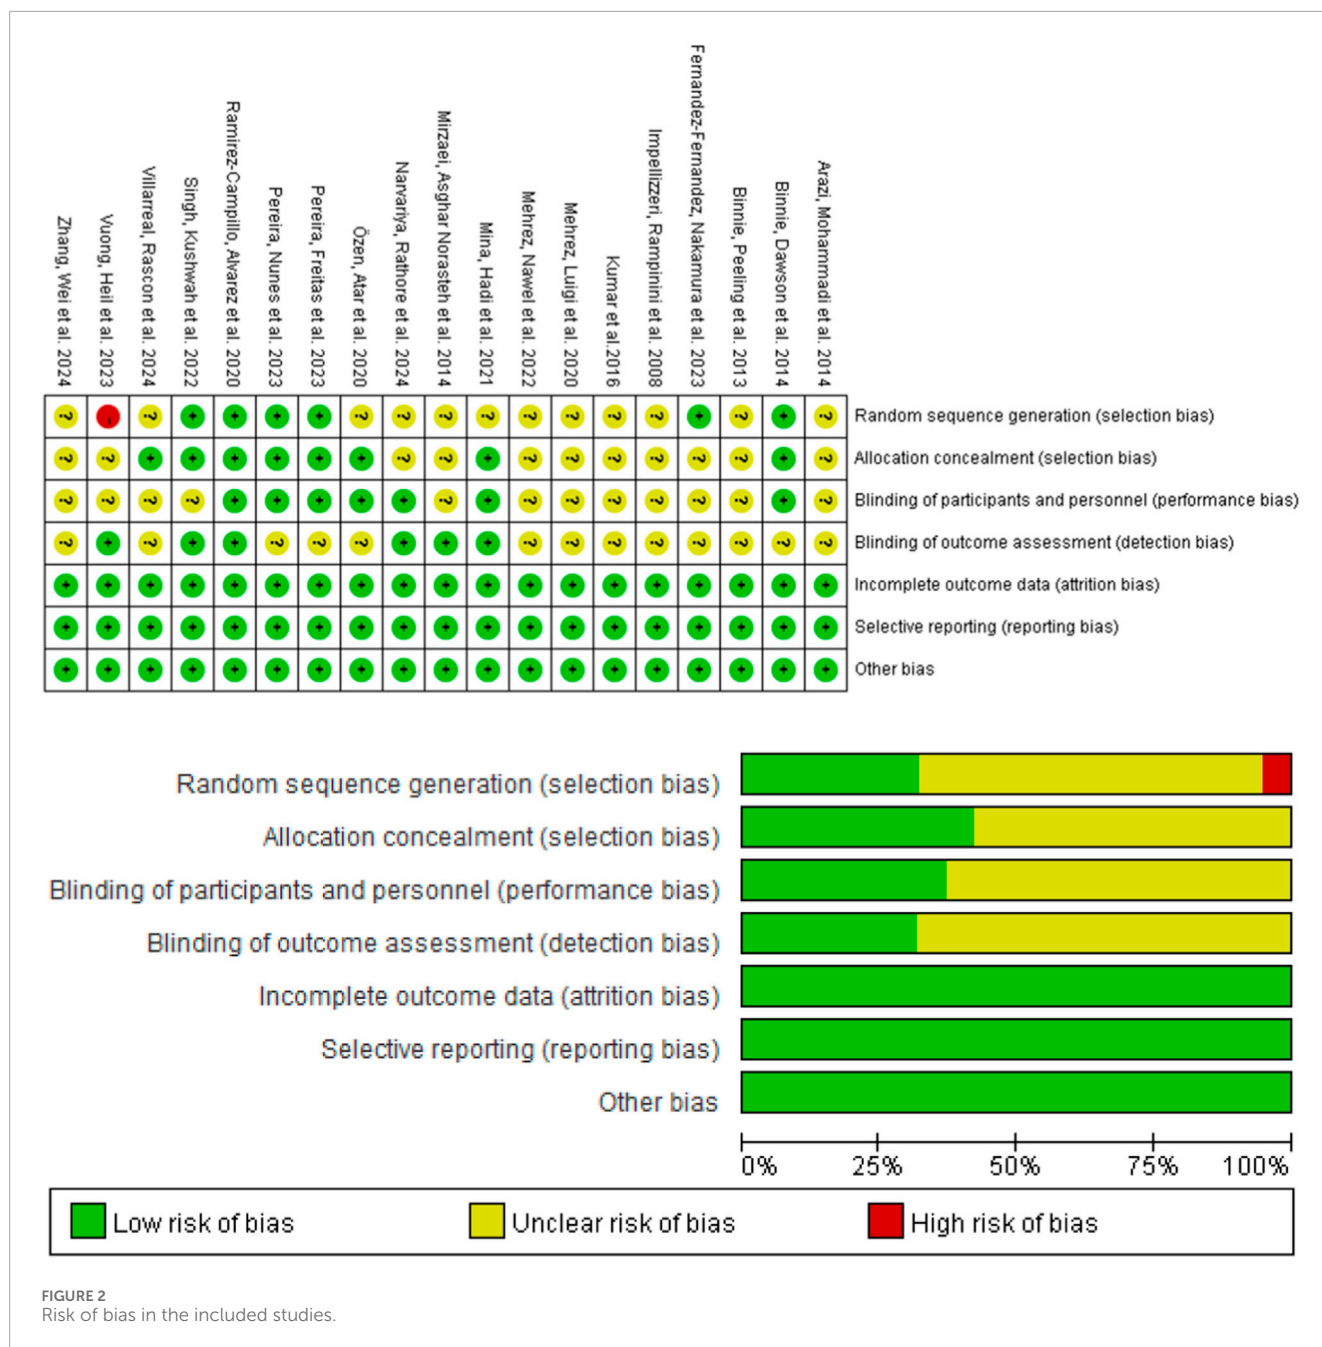 Zhang, Wei et al. 2024
Vuong, Heil et al. 2023
Villarreal, Rascon et al. 2024
Singh, Kushwah et al. 2022
Ramirez-Campillo, Alvarez et al. 2020
Pereira, Nunes et al. 2023
Pereira, Freitas et al. 2023
Özen, Atar et al. 2020
Narvariya, Rathore et al. 2024
Mirzaei, Asghar Norasteh et al. 2014
Mina, Hadi et al. 2021
Mehrez, Nawel et al. 2022
Mehrez, Luigi et al. 2020
Kumar et al.2016
Impellizzeri, Rampinini et al. 2008
Fernandez-Fernandez, Nakamura et al. 2023
Binnie, Peeling et al. 2013
Binnie, Dawson et al. 2014
Arazi, Mohammadi et al. 2014
? - ? + + + + ? ? ? ? ? ? ? ? + ? + ? Random sequence generation (selection bias)
? ? + + + + + + ? ? + ? ? ? ? ? ? + ? Allocation concealment (selection bias)
? ? ? ? + + + + + ? + ? ? ? ? ? ? + ? Blinding of participants and personnel (performance bias)
? + ? + + ? ? ? + + + ? ? ? ? ? ? ? ? Blinding of outcome assessment (detection bias)
+ + + + + + + + + + + + + + + + + + + Incomplete outcome data (attrition bias)
+ + + + + + + + + + + + + + + + + + + Selective reporting (reporting bias)
+ + + + + + + + + + + + + + + + + + + Other bias
Random sequence generation (selection bias)
Allocation concealment (selection bias)
Blinding of participants and personnel (performance bias)
Blinding of outcome assessment (detection bias)
Incomplete outcome data (attrition bias)
Selective reporting (reporting bias)
Other bias
0% 25% 50% 75% 100%
Low risk of bias Unclear risk of bias High risk of bias
FIGURE 2
Risk of bias in the included studies.